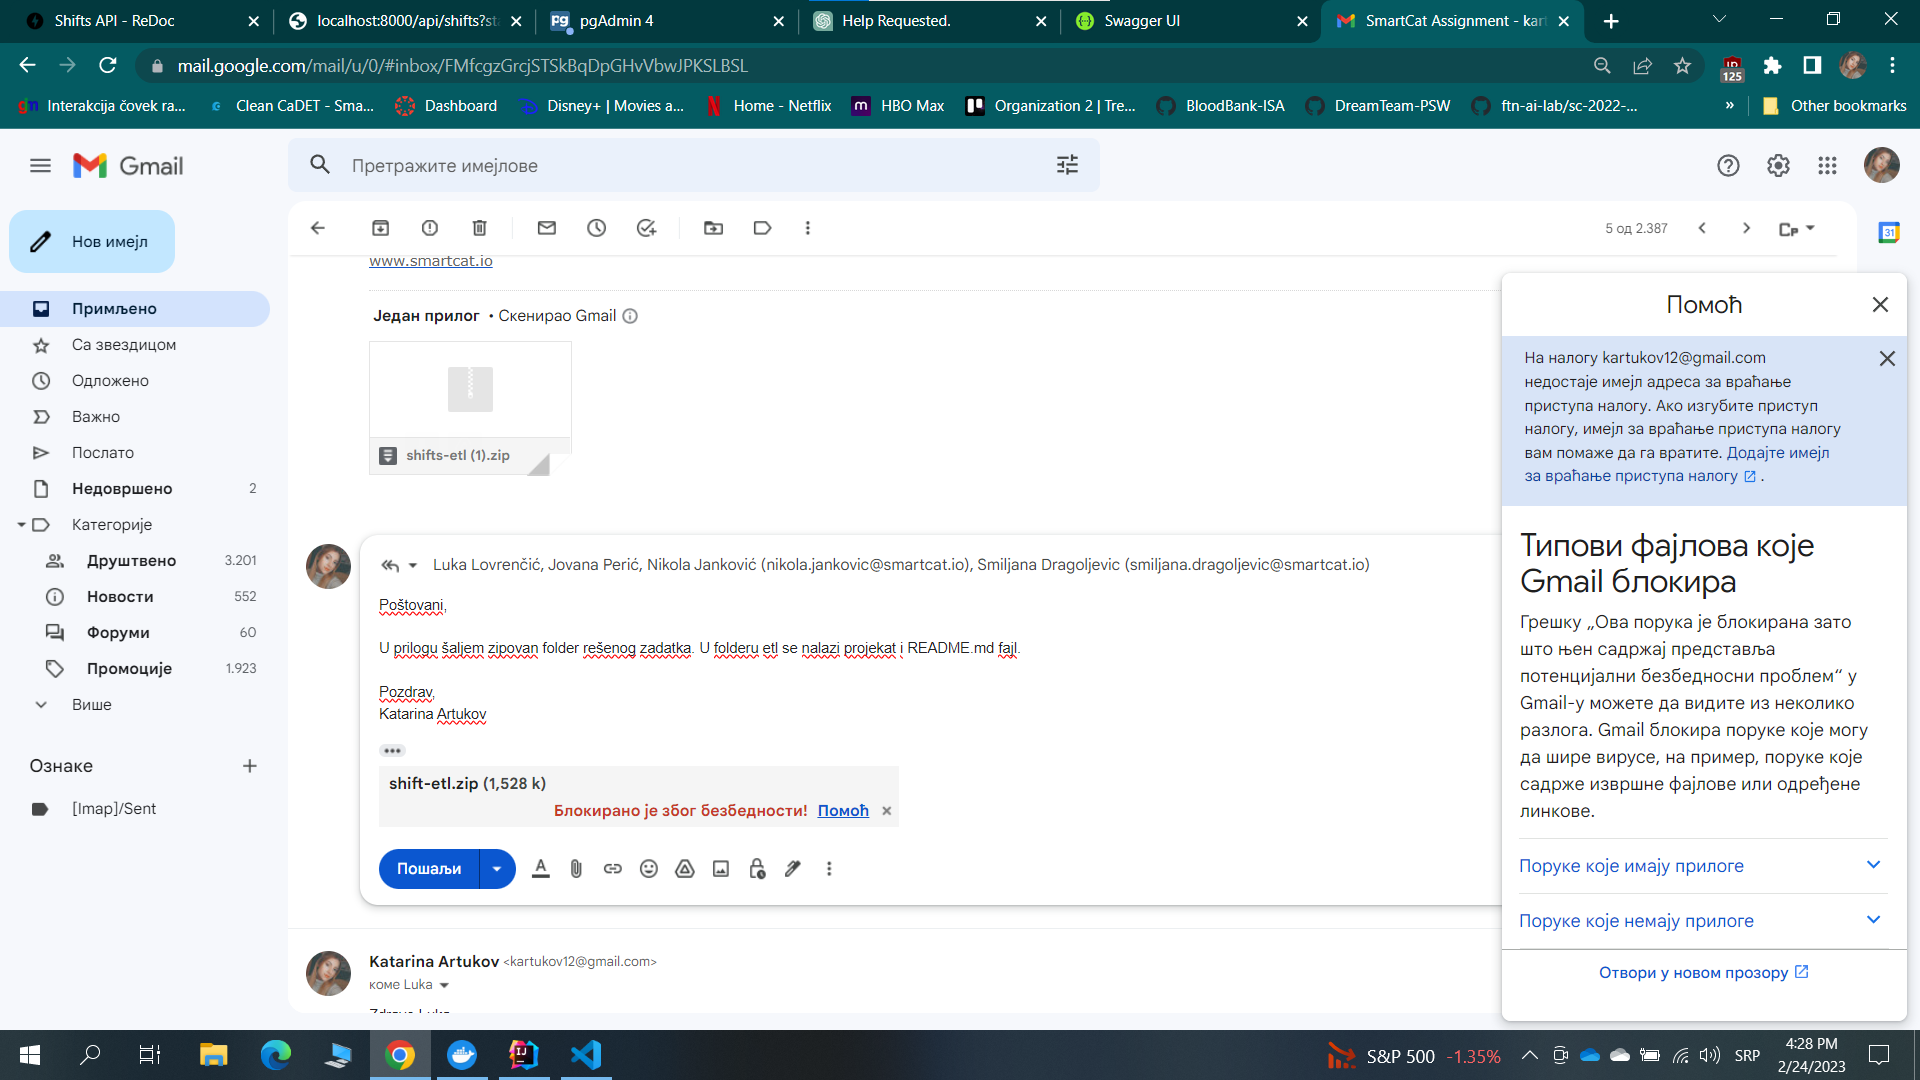 Shifts API - ReDoc
localhost:8000/api/shifts?st
pgAdmin 4
Help Requested.
Swagger UI
SmartCat Assignment - kart
mail.google.com/mail/u/0/#inbox/FMfcgzGrcjSTSkBqDpGHvVbwJPKSLBSL
125
Interakcija čovek ra...
Clean CaDET - Sma...
Dashboard
Disney+ | Movies a...
Home - Netflix
HBO Max
Organization 2 | Tre...
BloodBank-ISA
DreamTeam-PSW
ftn-ai-lab/sc-2022-...
»
Other bookmarks
Gmail
Претражите имејлове
Нов имејл
5 од 2.387
Ср
31
Примљено
Са звездицом
Одложено
Важно
Послато
Недовршено 2
Категорије
Друштвено 3.201
Новости 552
Форуми 60
Промоције 1.923
Више
Ознаке
[Imap]/Sent
www.smartcat.io
Један прилог • Скенирао Gmail
shifts-etl (1).zip
Luka Lovrenčić, Jovana Perić, Nikola Janković (nikola.jankovic@smartcat.io), Smiljana Dragoljevic (smiljana.dragoljevic@smartcat.io)
Poštovani,
U prilogu šaljem zipovan folder rešenog zadatka. U folderu etl se nalazi projekat i README.md fajl.
Pozdrav,
Katarina Artukov
shift-etl.zip (1,528 k)
Блокирано је због безбедности! Помоћ
Пошаљи
Katarina Artukov <kartukov12@gmail.com>
коме Luka
Zdravo Luka
Помоћ
На налогу kartukov12@gmail.com
недостаје имејл адреса за враћање
приступа налогу. Ако изгубите приступ
налогу, имејл за враћање приступа налогу
вам помаже да га вратите. Додајте имејл
за враћање приступа налогу .
Типови фајлова које
Gmail блокира
Грешку „Ова порука је блокирана зато
што њен садржај представља
потенцијални безбедносни проблем“ у
Gmail-у можете да видите из неколико
разлога. Gmail блокира поруке које могу
да шире вирусе, на пример, поруке које
садрже извршне фајлове или одређене
линкове.
Поруке које имају прилоге
Поруке које немају прилоге
Отвори у новом прозору
S&P 500 -1.35%
SRP
4:28 PM
2/24/2023